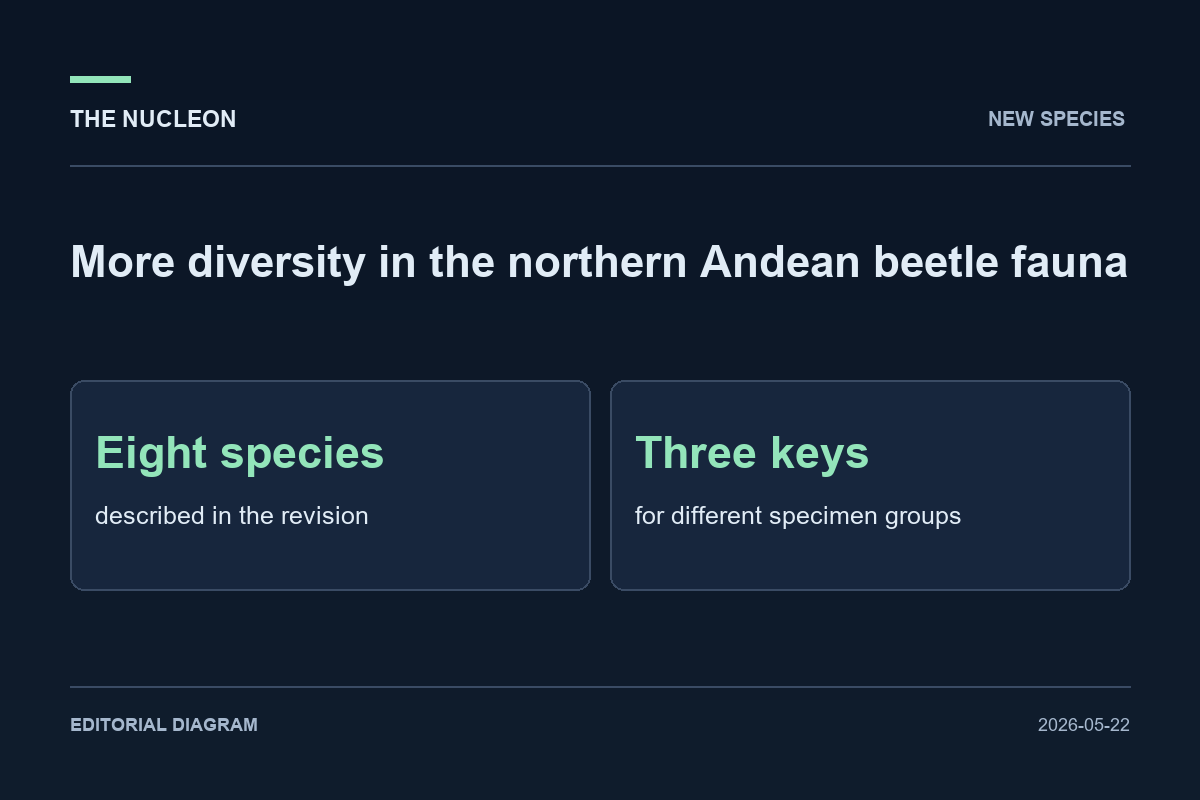 THE NUCLEON
NEW SPECIES
More diversity in the northern Andean beetle fauna
Eight species
described in the revision
Three keys
for different specimen groups
EDITORIAL DIAGRAM
2026-05-22